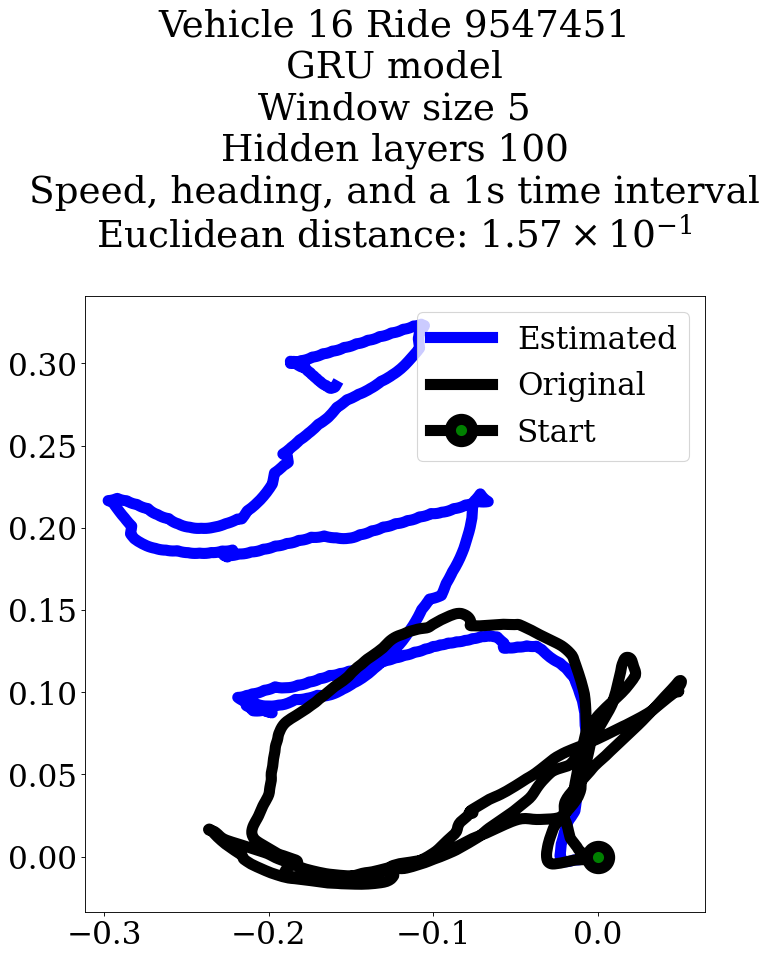 Vehicle 16 Ride 9547451
GRU model
Window size 5
Hidden layers 100
Speed, heading, and a 1s time interval
Euclidean distance: 1.57 × 10⁻¹
Estimated
Original
Start
0.30
0.25
0.20
0.15
0.10
0.05
0.00
−0.3 −0.2 −0.1 0.0